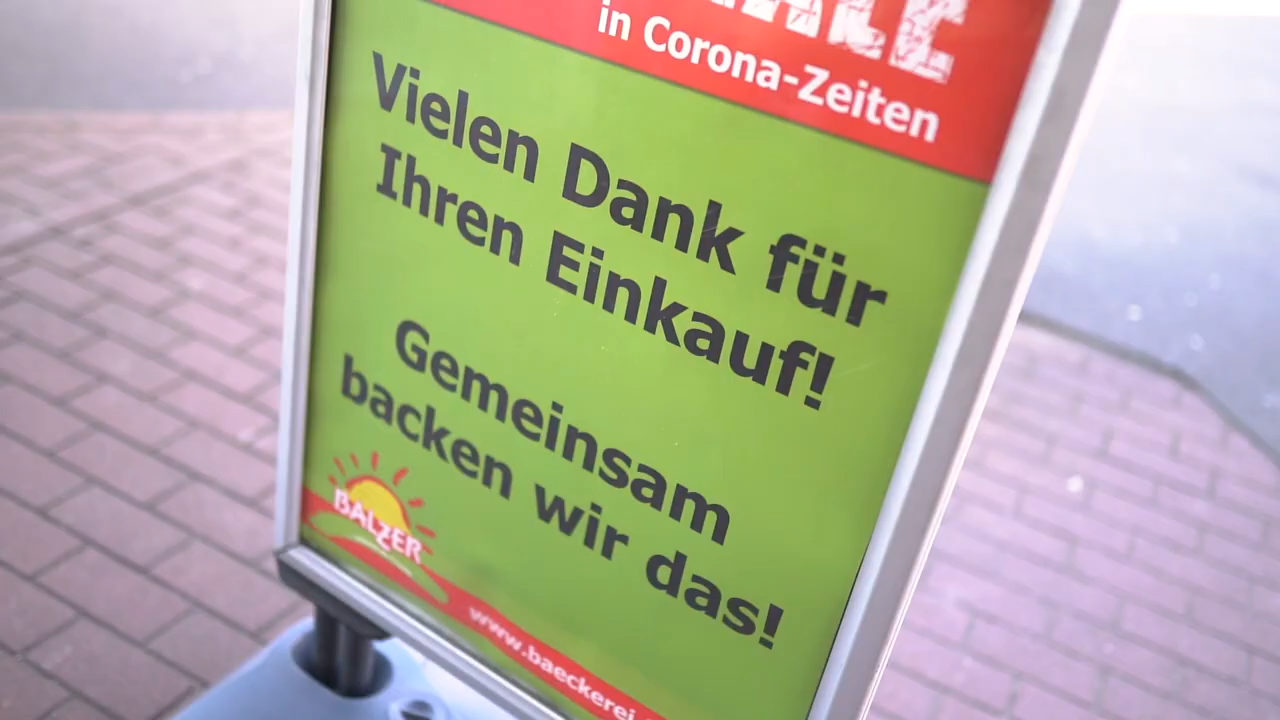 in Corona-Zeiten
Vielen Dank für
Ihren Einkauf!
Gemeinsam
backen wir das!
BALZER
www.baeckerei